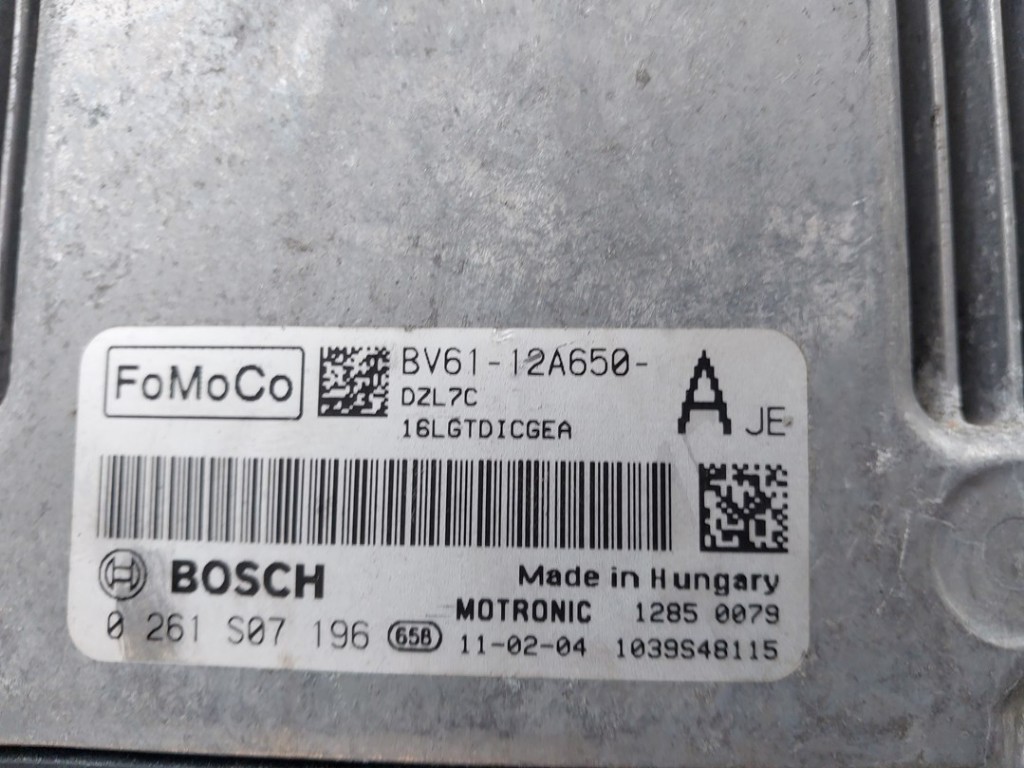 FoMoCo
BV61-12A650-
A JE
DZL7C
16LGTDICGEA
BOSCH
Made in Hungary
MOTRONIC 1285 0079
0 261 S07 196 658 11-02-04 1039S48115